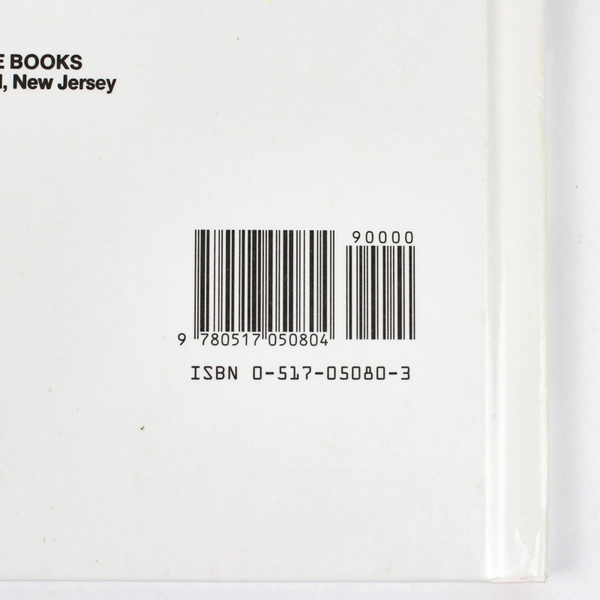 BOOKS
New Jersey
90000
9 780517 050804
ISBN 0-517-05080-3